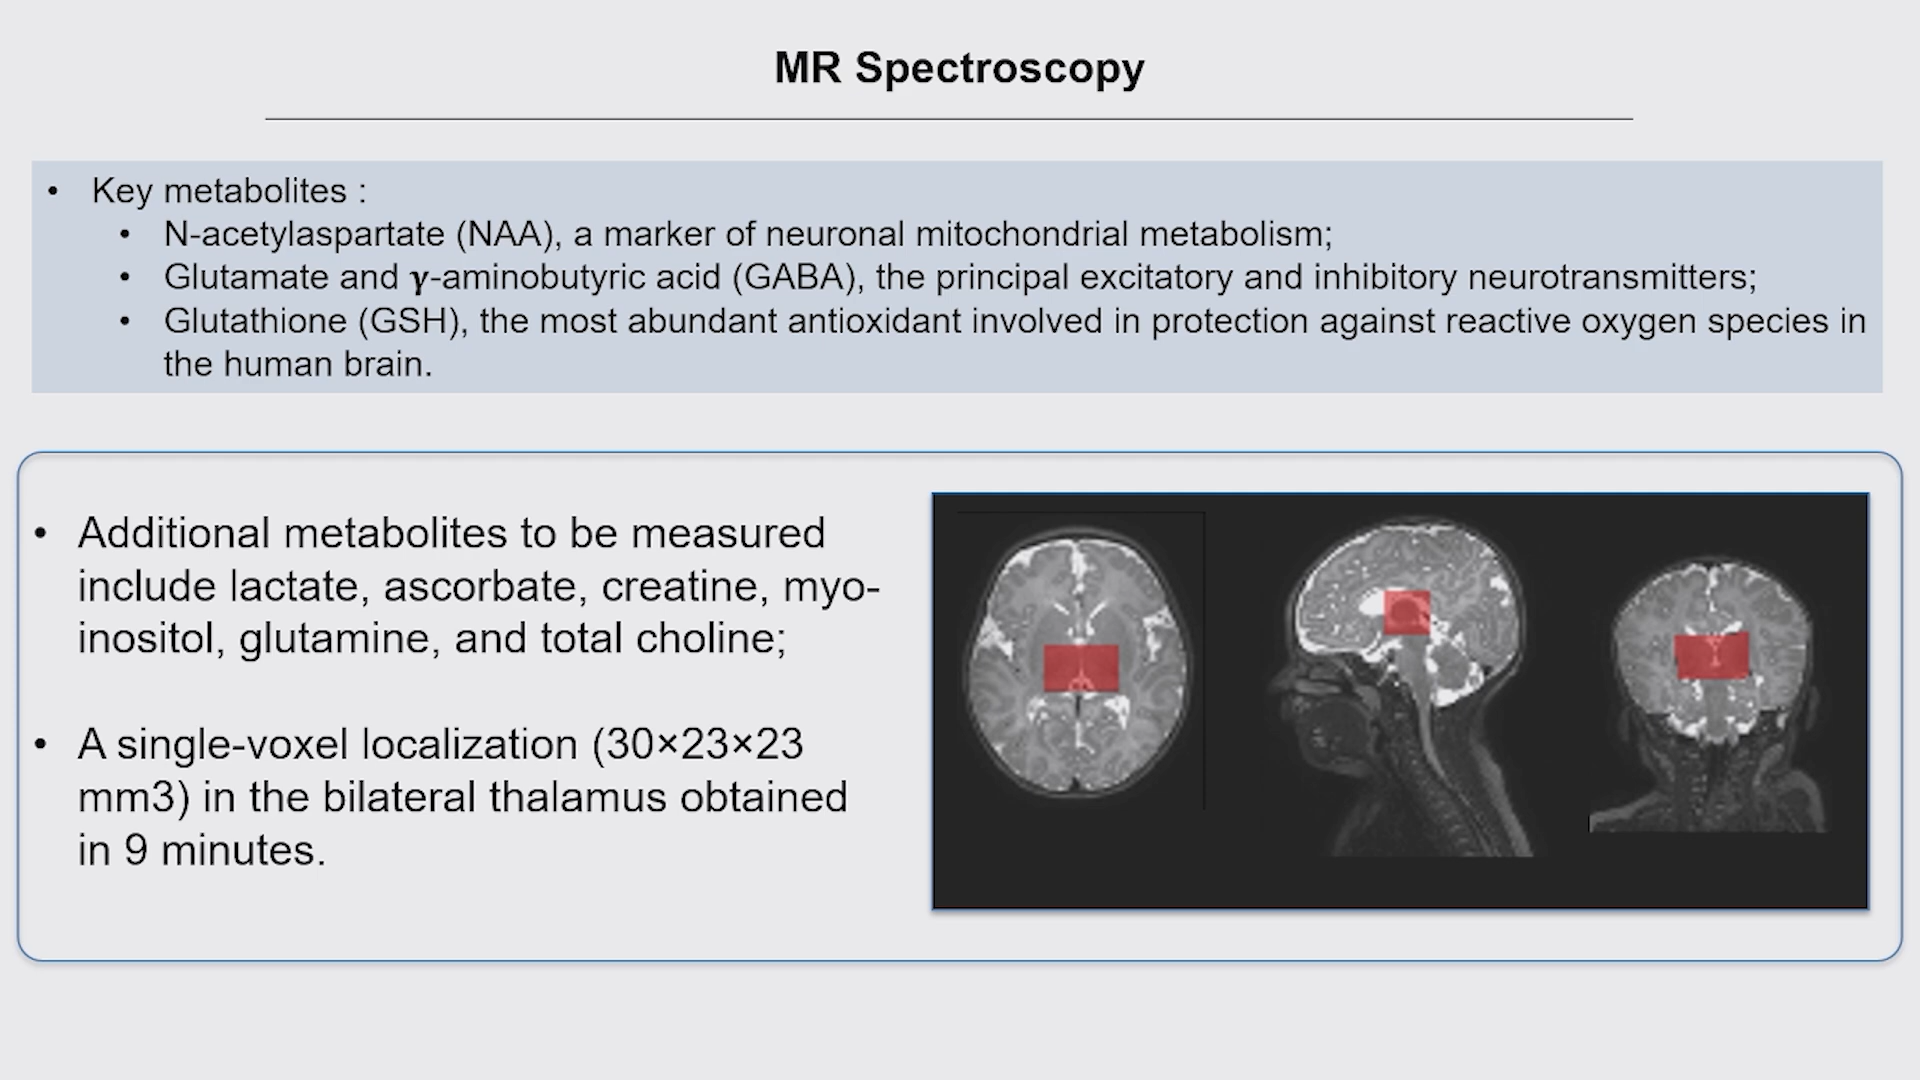 MR Spectroscopy
• Key metabolites :
• N-acetylaspartate (NAA), a marker of neuronal mitochondrial metabolism;
• Glutamate and γ-aminobutyric acid (GABA), the principal excitatory and inhibitory neurotransmitters;
• Glutathione (GSH), the most abundant antioxidant involved in protection against reactive oxygen species in
the human brain.
• Additional metabolites to be measured
include lactate, ascorbate, creatine, myo-
inositol, glutamine, and total choline;
• A single-voxel localization (30×23×23
mm3) in the bilateral thalamus obtained
in 9 minutes.